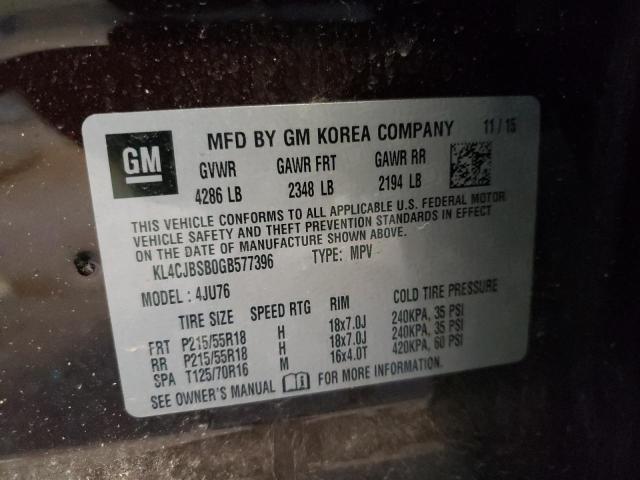 GM
MFD BY GM KOREA COMPANY 11/15
GVWR GAWR FRT GAWR RR
4286 LB 2348 LB 2194 LB
THIS VEHICLE CONFORMS TO ALL APPLICABLE U.S. FEDERAL MOTOR
VEHICLE SAFETY AND THEFT PREVENTION STANDARDS IN EFFECT
ON THE DATE OF MANUFACTURE SHOWN ABOVE.
KL4CJBSB0GB577396 TYPE: MPV
MODEL: 4JU76
TIRE SIZE SPEED RTG RIM COLD TIRE PRESSURE
FRT P215/55R18 H 18x7.0J 240KPA, 35 PSI
RR P215/55R18 H 18x7.0J 240KPA, 35 PSI
SPA T125/70R16 M 16x4.0T 420KPA, 60 PSI
SEE OWNER'S MANUAL FOR MORE INFORMATION